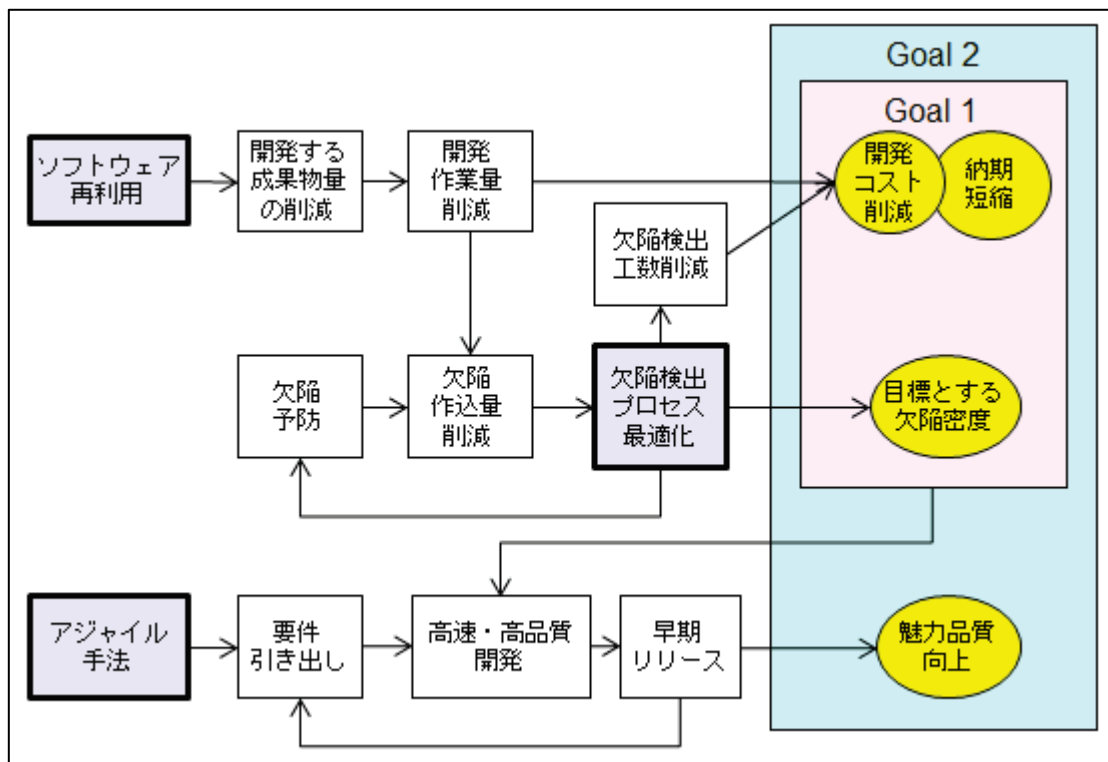 Goal 2
Goal 1
ソフトウェア
再利用
開発する
成果物量
の削減
開発
作業量
削減
開発
コスト
削減
納期
短縮
欠陥検出
工数削減
欠陥
予防
欠陥
作込量
削減
欠陥検出
プロセス
最適化
目標とする
欠陥密度
アジャイル
手法
要件
引き出し
高速・高品質
開発
早期
リリース
魅力品質
向上